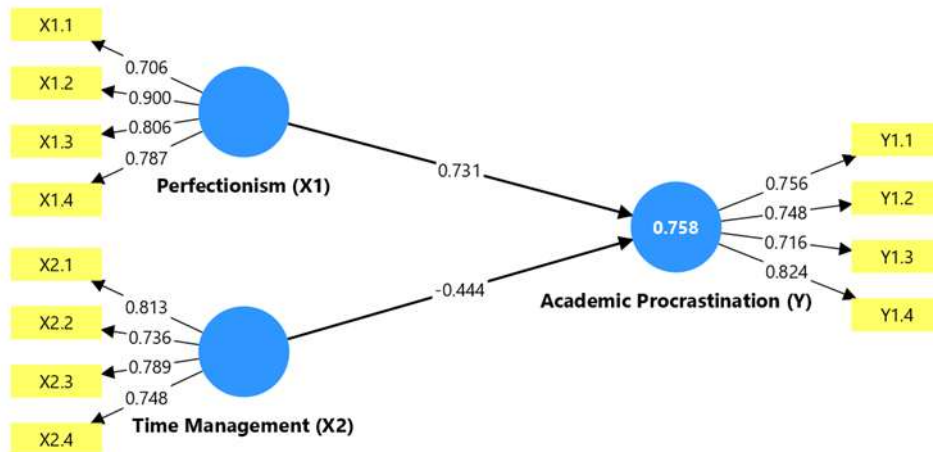 X1.1
0.706
X1.2
0.900
X1.3
0.806
X1.4
0.787
Perfectionism (X1)
0.731
X2.1
0.813
X2.2
0.736
X2.3
0.789
X2.4
0.748
Time Management (X2)
-0.444
0.758
Academic Procrastination (Y)
Y1.1
0.756
Y1.2
0.748
Y1.3
0.716
Y1.4
0.824